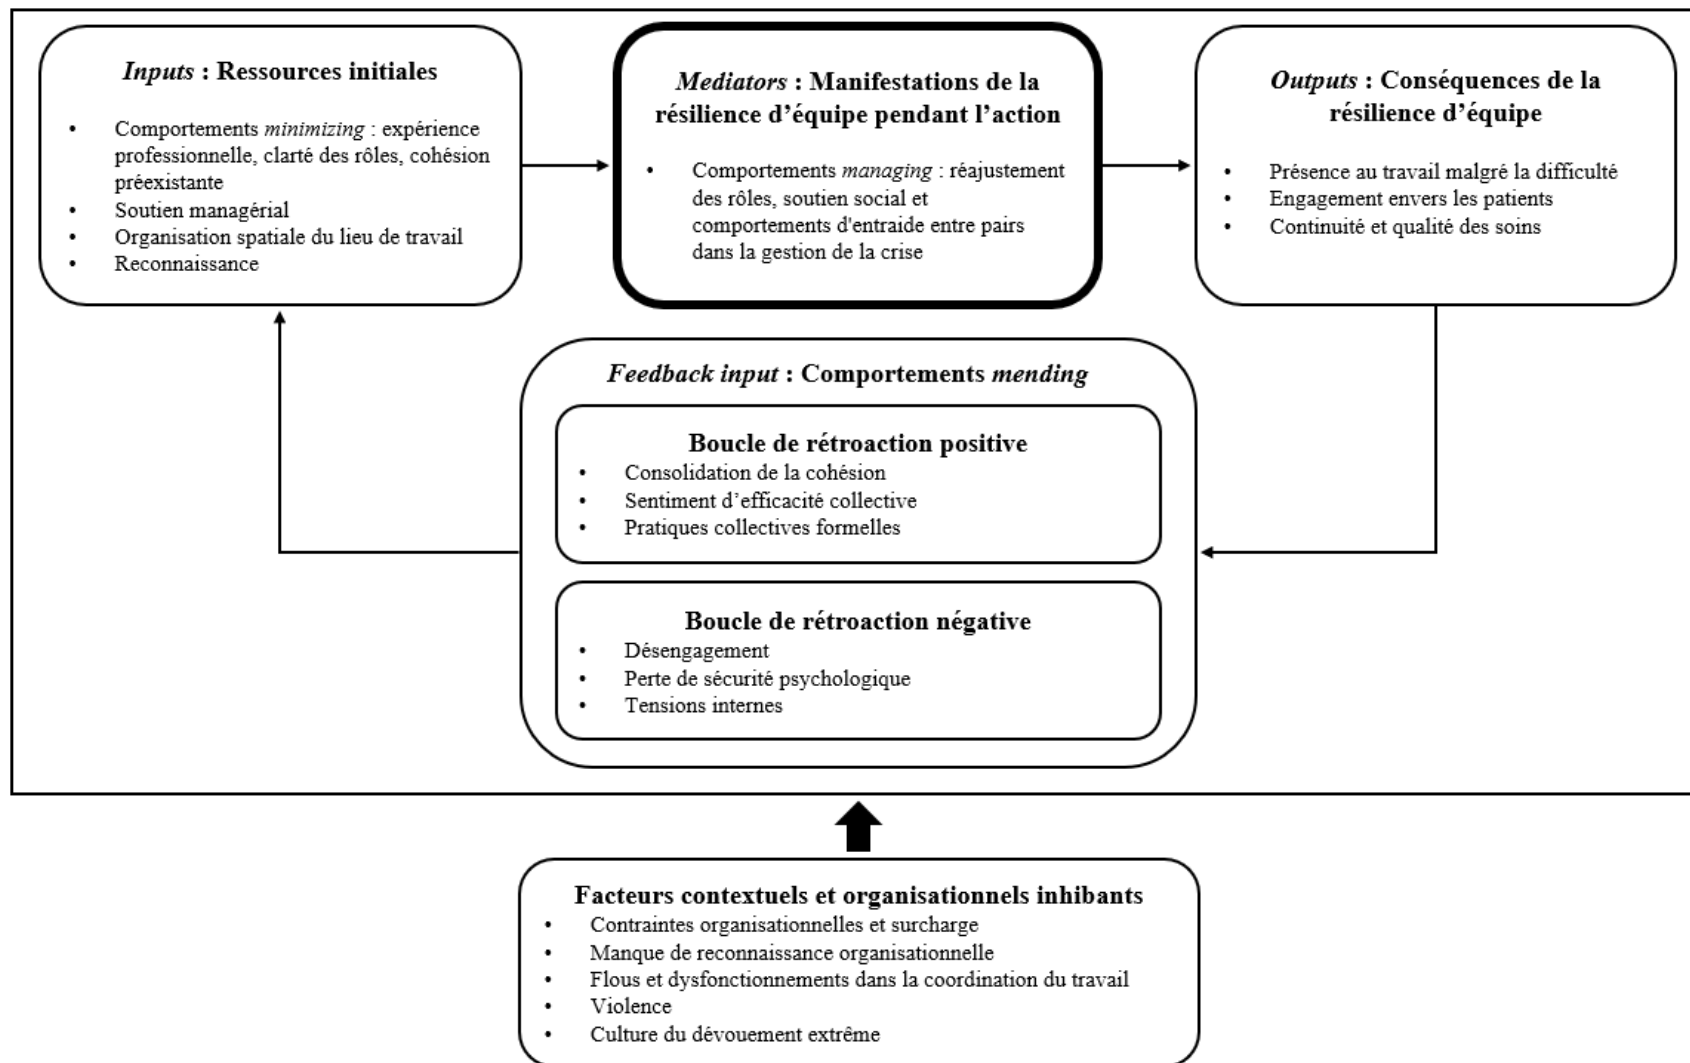 Inputs : Ressources initiales
• Comportements minimizing : expérience
professionnelle, clarté des rôles, cohésion
préexistante
• Soutien managérial
• Organisation spatiale du lieu de travail
• Reconnaissance
Mediators : Manifestations de la
résilience d’équipe pendant l’action
• Comportements managing : réajustement
des rôles, soutien social et
comportements d'entraide entre pairs
dans la gestion de la crise
Outputs : Conséquences de la
résilience d’équipe
• Présence au travail malgré la difficulté
• Engagement envers les patients
• Continuité et qualité des soins
Feedback input : Comportements mending
Boucle de rétroaction positive
• Consolidation de la cohésion
• Sentiment d’efficacité collective
• Pratiques collectives formelles
Boucle de rétroaction négative
• Désengagement
• Perte de sécurité psychologique
• Tensions internes
Facteurs contextuels et organisationnels inhibants
• Contraintes organisationnelles et surcharge
• Manque de reconnaissance organisationnelle
• Flous et dysfonctionnements dans la coordination du travail
• Violence
• Culture du dévouement extrême